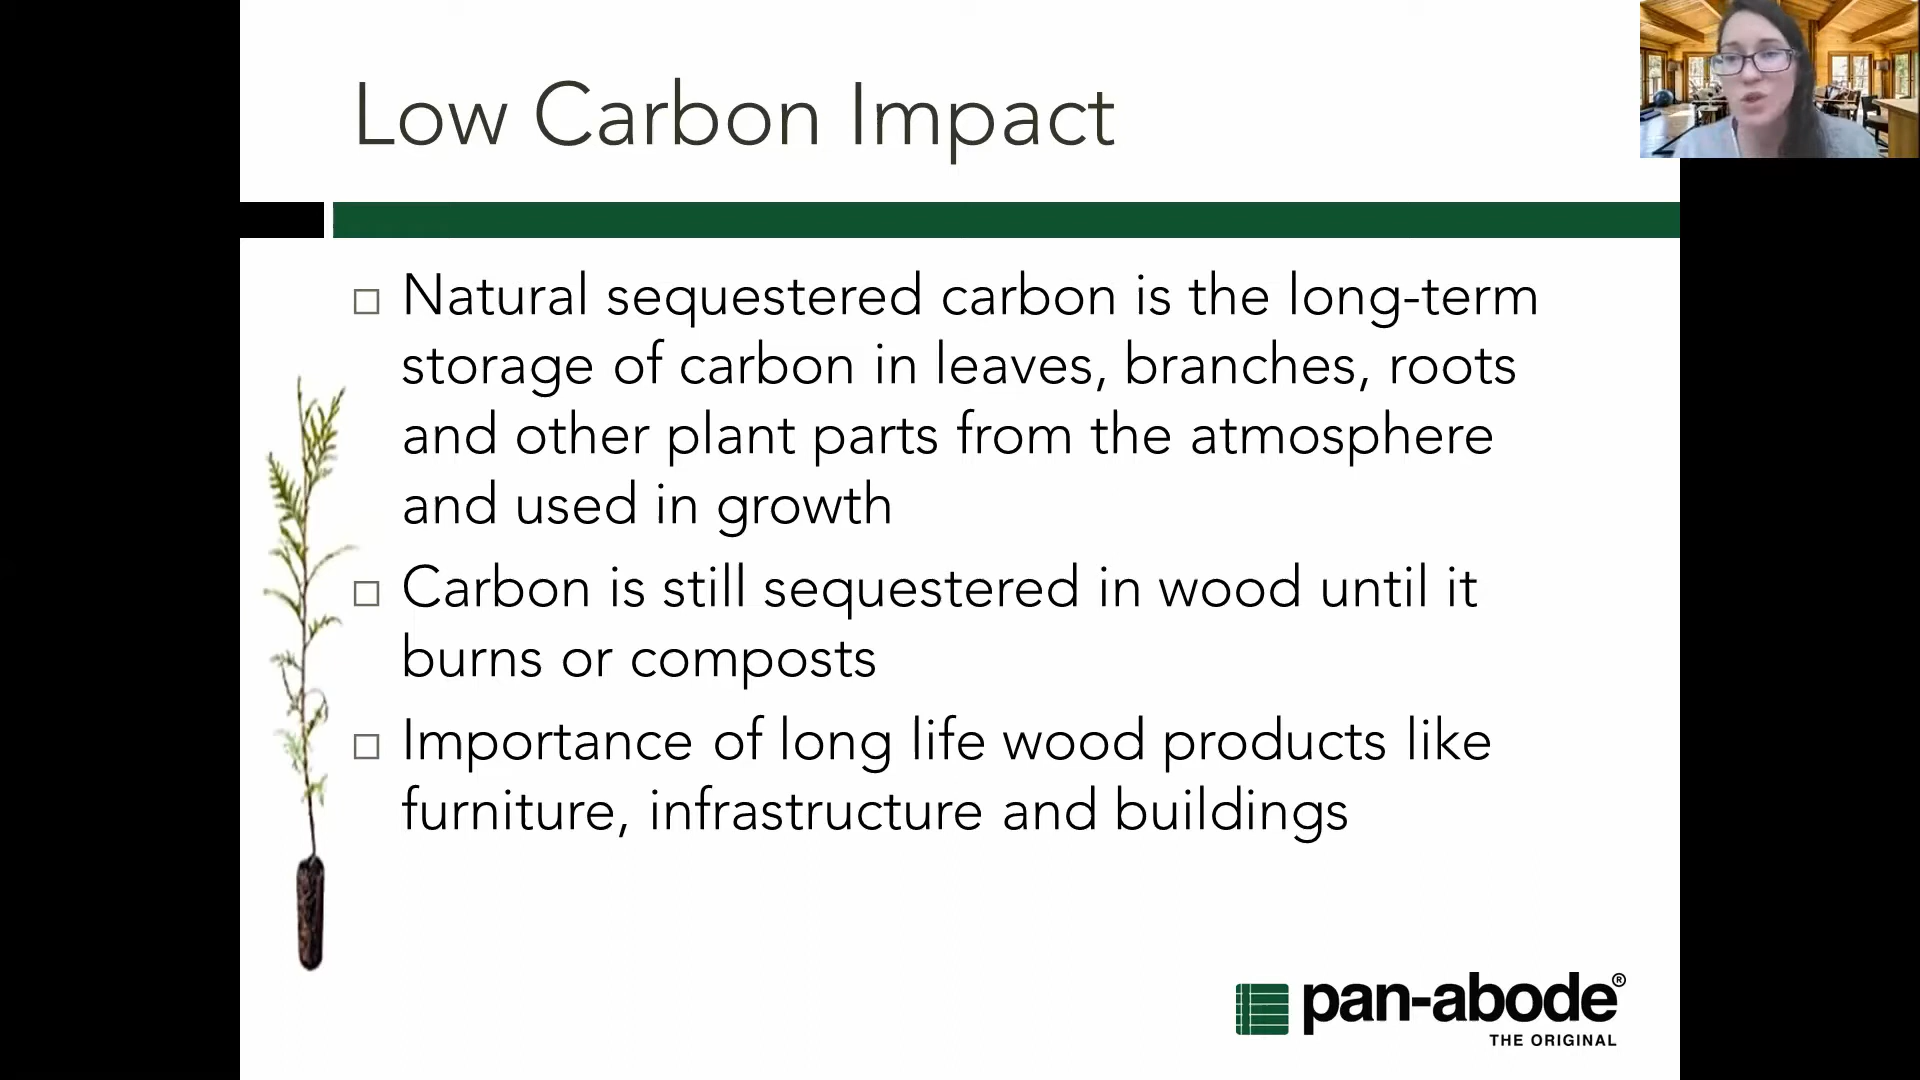 Low Carbon Impact
Natural sequestered carbon is the long-term
storage of carbon in leaves, branches, roots
and other plant parts from the atmosphere
and used in growth
Carbon is still sequestered in wood until it
burns or composts
Importance of long life wood products like
furniture, infrastructure and buildings
pan-abode®
THE ORIGINAL